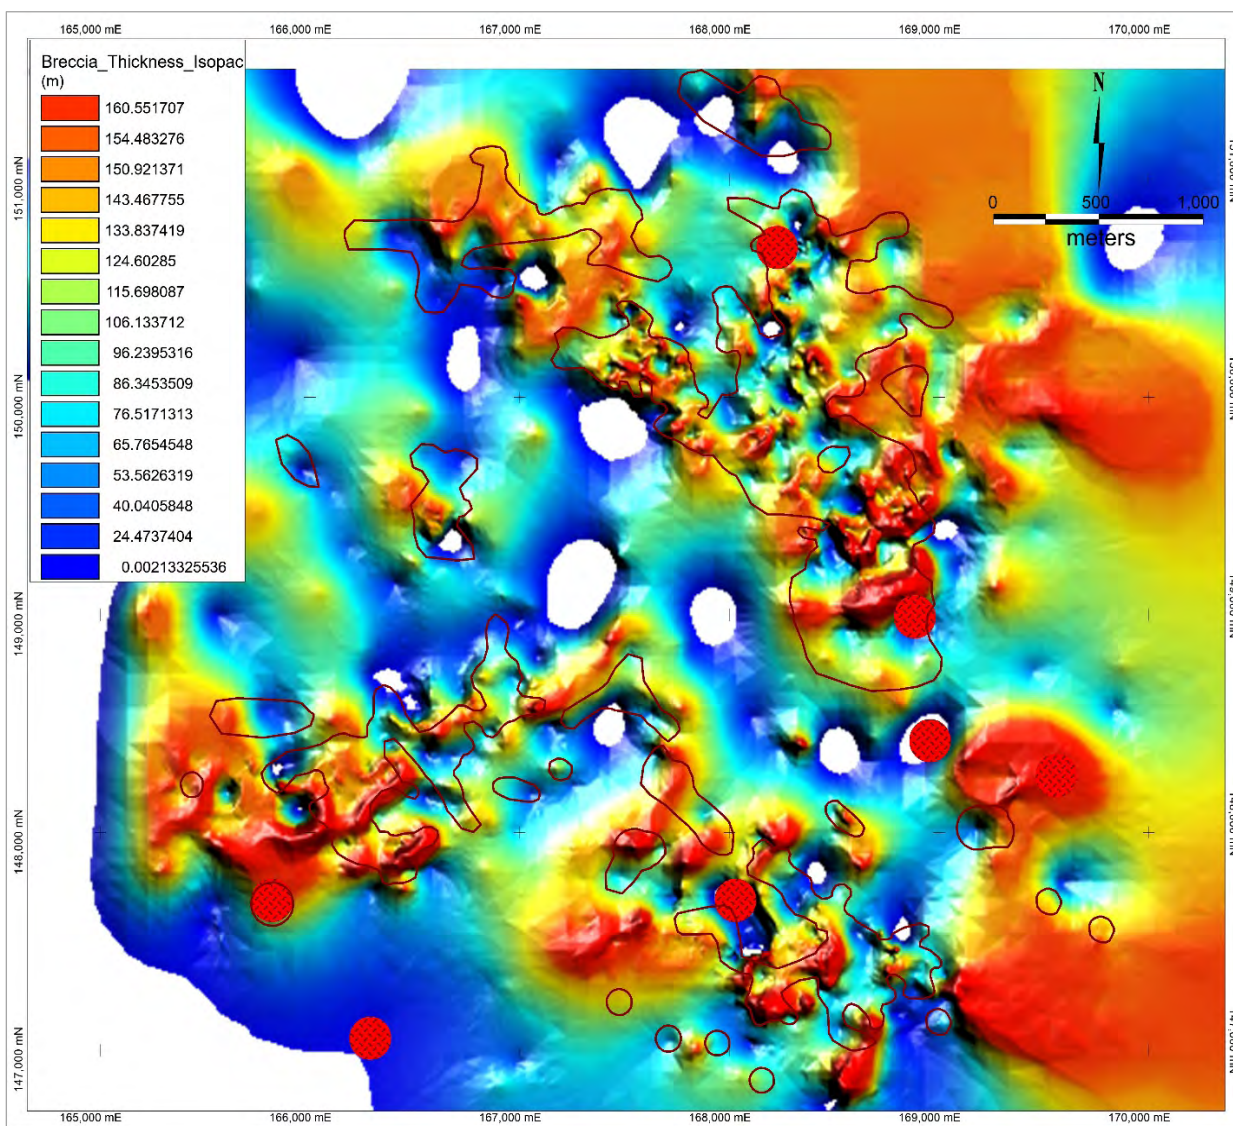 165,000 mE 166,000 mE 167,000 mE 168,000 mE 169,000 mE 170,000 mE
Breccia_Thickness_Isopac
(m)
160.551707
154.483276
150.921371
143.467755
133.837419
124.60285
115.698087
106.133712
96.2395316
86.3453509
76.5171313
65.7654548
53.5626319
40.0405848
24.4737404
0.00213325536
N
0 500 1,000
meters
151,000 mN
150,000 mN
149,000 mN
148,000 mN
147,000 mN
165,000 mE 166,000 mE 167,000 mE 168,000 mE 169,000 mE 170,000 mE